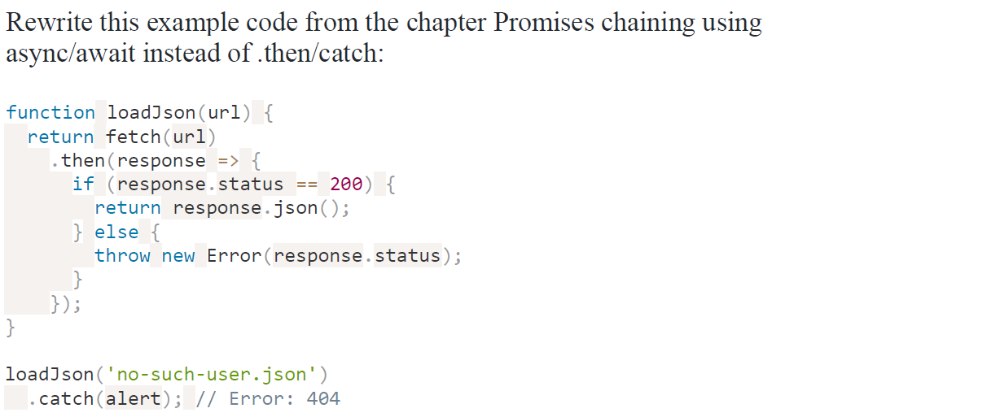 Rewrite this example code from the chapter Promises chaining using
async/await instead of .then/catch:
function loadJson(url) {
  return fetch(url)
    .then(response => {
      if (response.status == 200) {
        return response.json();
      } else {
        throw new Error(response.status);
      }
    });
}
loadJson('no-such-user.json')
  .catch(alert); // Error: 404